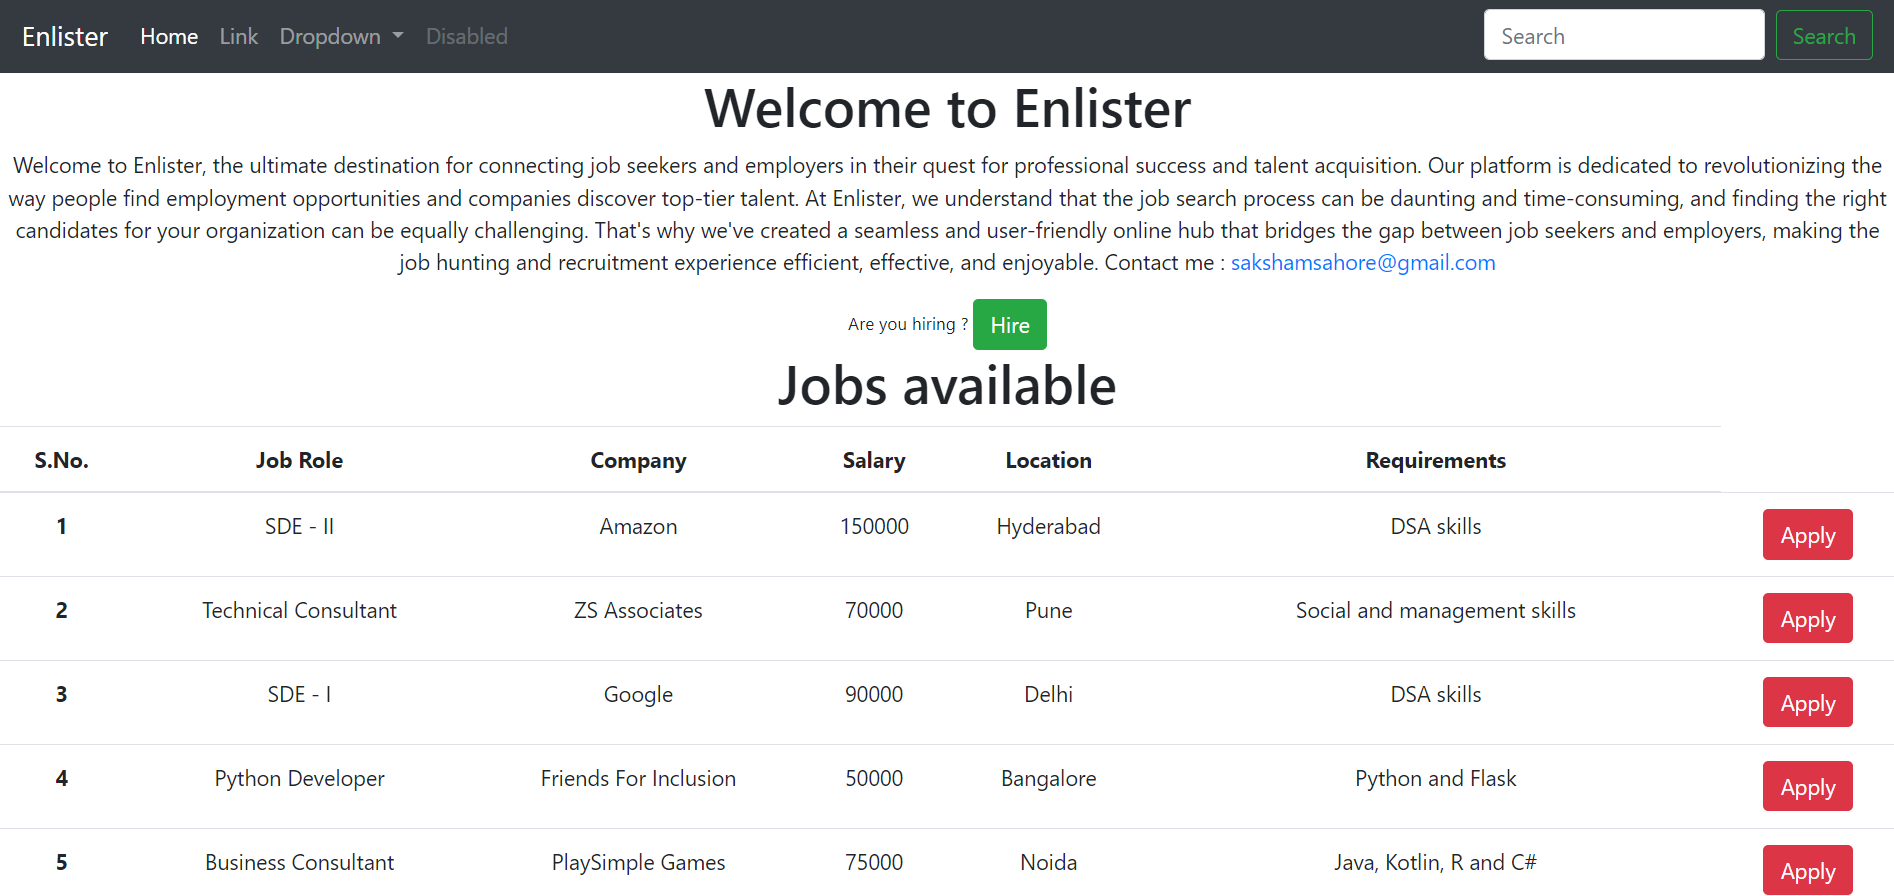 Enlister Home Link Dropdown Disabled Search Search
Welcome to Enlister
Welcome to Enlister, the ultimate destination for connecting job seekers and employers in their quest for professional success and talent acquisition. Our platform is dedicated to revolutionizing the
way people find employment opportunities and companies discover top-tier talent. At Enlister, we understand that the job search process can be daunting and time-consuming, and finding the right
candidates for your organization can be equally challenging. That's why we've created a seamless and user-friendly online hub that bridges the gap between job seekers and employers, making the
job hunting and recruitment experience efficient, effective, and enjoyable. Contact me : sakshamsahore@gmail.com
Are you hiring ? Hire
Jobs available
S.No. Job Role Company Salary Location Requirements
1 SDE - II Amazon 150000 Hyderabad DSA skills Apply
2 Technical Consultant ZS Associates 70000 Pune Social and management skills Apply
3 SDE - I Google 90000 Delhi DSA skills Apply
4 Python Developer Friends For Inclusion 50000 Bangalore Python and Flask Apply
5 Business Consultant PlaySimple Games 75000 Noida Java, Kotlin, R and C# Apply